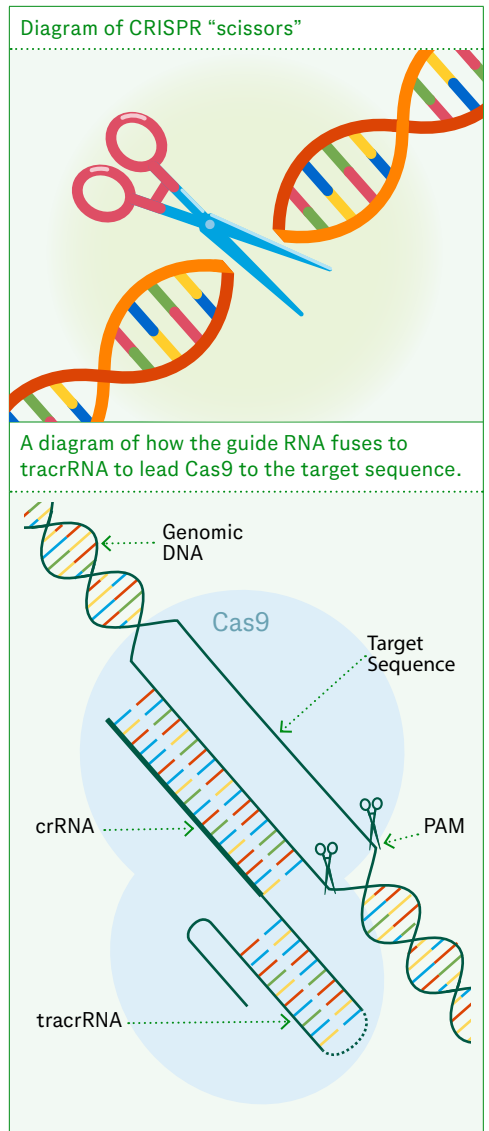 Diagram of CRISPR “scissors”
A diagram of how the guide RNA fuses to
tracrRNA to lead Cas9 to the target sequence.
Genomic
DNA
Cas9
Target
Sequence
crRNA
PAM
tracrRNA